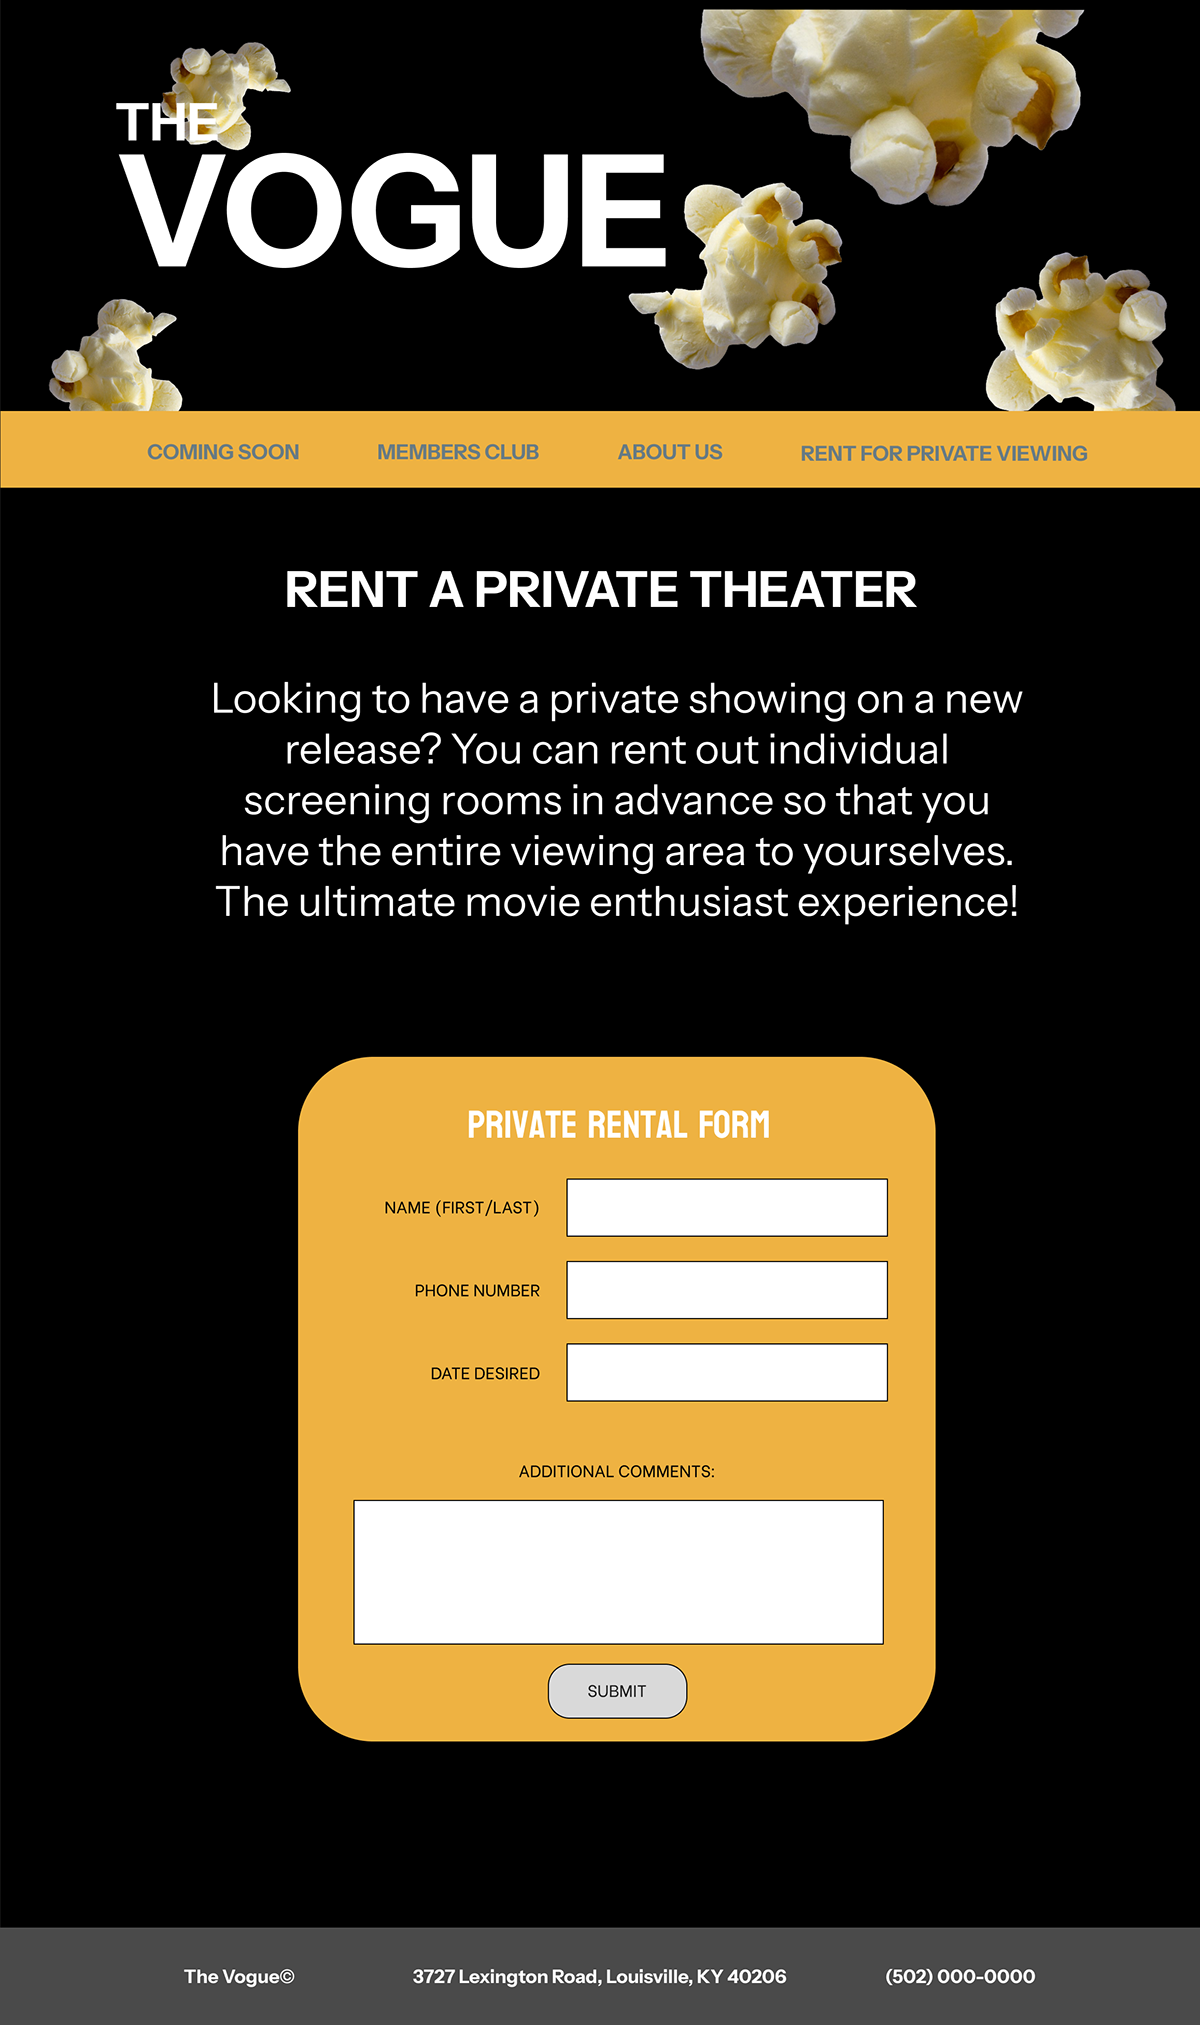 THE
VOGUE
COMING SOON
MEMBERS CLUB
ABOUT US
RENT FOR PRIVATE VIEWING
RENT A PRIVATE THEATER
Looking to have a private showing on a new
release? You can rent out individual
screening rooms in advance so that you
have the entire viewing area to yourselves.
The ultimate movie enthusiast experience!
PRIVATE RENTAL FORM
NAME (FIRST/LAST)
PHONE NUMBER
DATE DESIRED
ADDITIONAL COMMENTS:
SUBMIT
The Vogue©
3727 Lexington Road, Louisville, KY 40206
(502) 000-0000